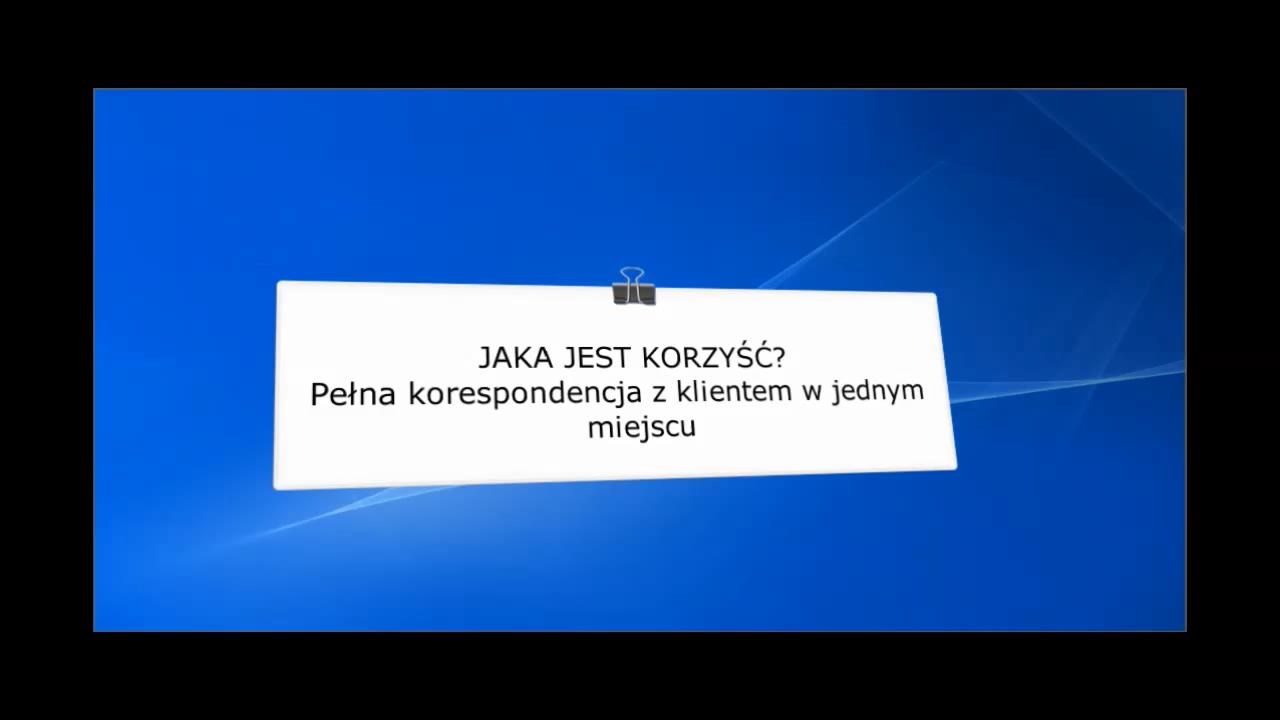 JAKA JEST KORZYŚĆ?
Pełna korespondencja z klientem w jednym
miejscu